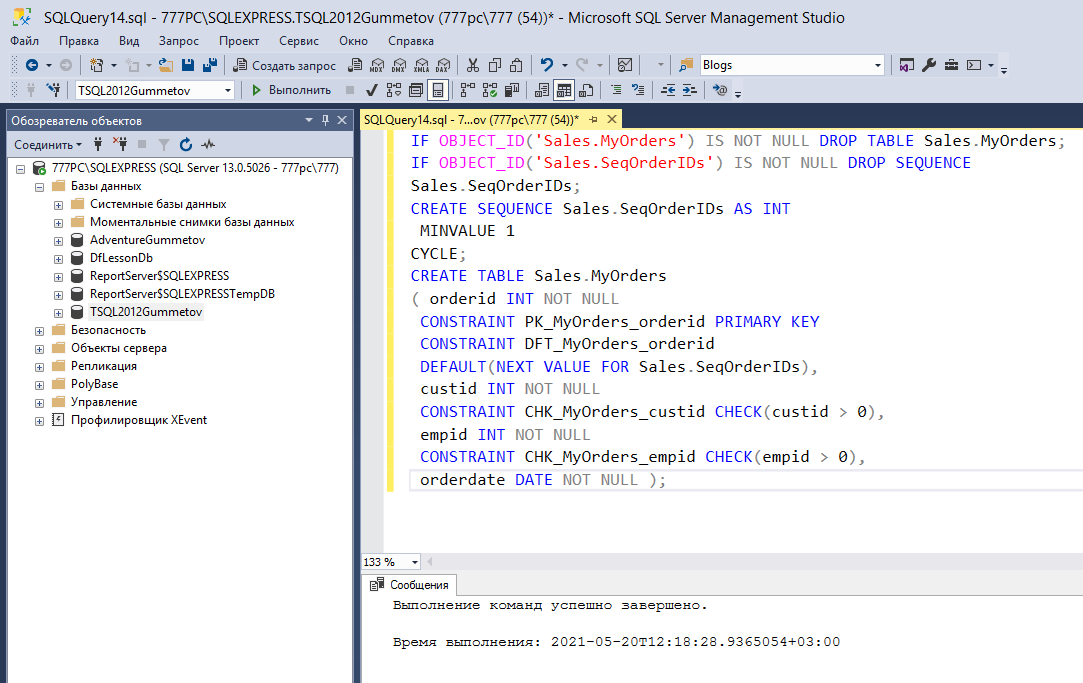 SQLQuery14.sql - 777PC\SQLEXPRESS.TSQL2012Gummetov (777pc\777 (54))* - Microsoft SQL Server Management Studio
Файл Правка Вид Запрос Проект Сервис Окно Справка
Создать запрос MDX DMX XMLA DAX Blogs
TSQL2012Gummetov Выполнить
Обозреватель объектов
Соединить
777PC\SQLEXPRESS (SQL Server 13.0.5026 - 777pc\777)
Базы данных
Системные базы данных
Моментальные снимки базы данных
AdventureGummetov
DfLessonDb
ReportServer$SQLEXPRESS
ReportServer$SQLEXPRESSTempDB
TSQL2012Gummetov
Безопасность
Объекты сервера
Репликация
PolyBase
Управление
Профилировщик XEvent
SQLQuery14.sql - 7...ov (777pc\777 (54))*
IF OBJECT_ID('Sales.MyOrders') IS NOT NULL DROP TABLE Sales.MyOrders;
IF OBJECT_ID('Sales.SeqOrderIDs') IS NOT NULL DROP SEQUENCE
Sales.SeqOrderIDs;
CREATE SEQUENCE Sales.SeqOrderIDs AS INT
MINVALUE 1
CYCLE;
CREATE TABLE Sales.MyOrders
( orderid INT NOT NULL
CONSTRAINT PK_MyOrders_orderid PRIMARY KEY
CONSTRAINT DFT_MyOrders_orderid
DEFAULT(NEXT VALUE FOR Sales.SeqOrderIDs),
custid INT NOT NULL
CONSTRAINT CHK_MyOrders_custid CHECK(custid > 0),
empid INT NOT NULL
CONSTRAINT CHK_MyOrders_empid CHECK(empid > 0),
orderdate DATE NOT NULL );
133 %
Сообщения
Выполнение команд успешно завершено.
Время выполнения: 2021-05-20T12:18:28.9365054+03:00